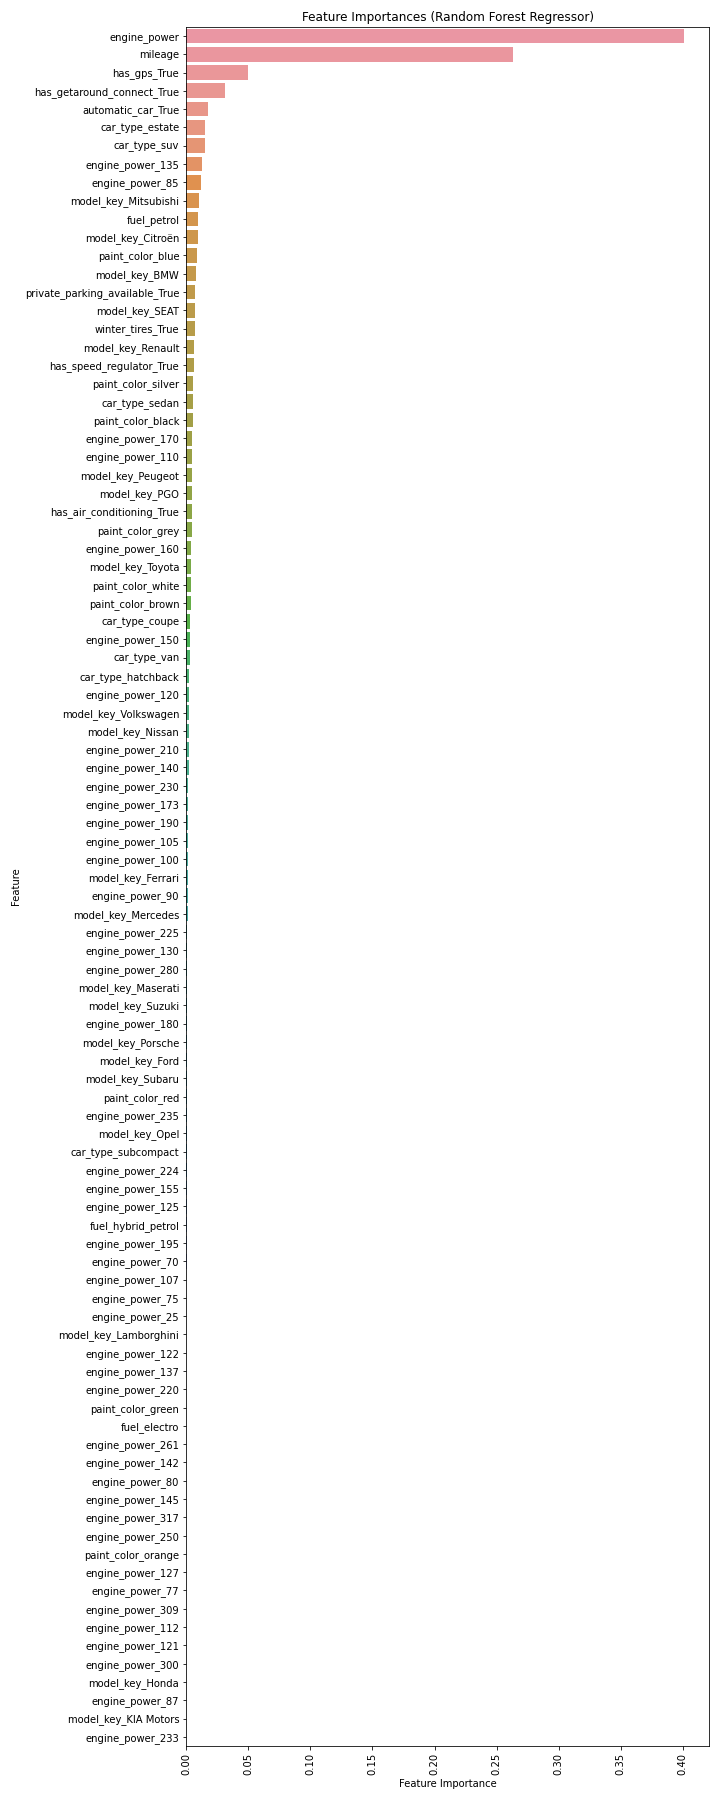 Feature Importances (Random Forest Regressor)
engine_power
mileage
has_gps_True
has_getaround_connect_True
automatic_car_True
car_type_estate
car_type_suv
engine_power_135
engine_power_85
model_key_Mitsubishi
fuel_petrol
model_key_Citroën
paint_color_blue
model_key_BMW
private_parking_available_True
model_key_SEAT
winter_tires_True
model_key_Renault
has_speed_regulator_True
paint_color_silver
car_type_sedan
paint_color_black
engine_power_170
engine_power_110
model_key_Peugeot
model_key_PGO
has_air_conditioning_True
paint_color_grey
engine_power_160
model_key_Toyota
paint_color_white
paint_color_brown
car_type_coupe
engine_power_150
car_type_van
car_type_hatchback
engine_power_120
model_key_Volkswagen
model_key_Nissan
engine_power_210
engine_power_140
engine_power_230
engine_power_173
engine_power_190
engine_power_105
engine_power_100
model_key_Ferrari
engine_power_90
model_key_Mercedes
engine_power_225
engine_power_130
engine_power_280
model_key_Maserati
model_key_Suzuki
engine_power_180
model_key_Porsche
model_key_Ford
model_key_Subaru
paint_color_red
engine_power_235
model_key_Opel
car_type_subcompact
engine_power_224
engine_power_155
engine_power_125
fuel_hybrid_petrol
engine_power_195
engine_power_70
engine_power_107
engine_power_75
engine_power_25
model_key_Lamborghini
engine_power_122
engine_power_137
engine_power_220
paint_color_green
fuel_electro
engine_power_261
engine_power_142
engine_power_80
engine_power_145
engine_power_317
engine_power_250
paint_color_orange
engine_power_127
engine_power_77
engine_power_309
engine_power_112
engine_power_121
engine_power_300
model_key_Honda
engine_power_87
model_key_KIA Motors
engine_power_233
Feature
0.00 0.05 0.10 0.15 0.20 0.25 0.30 0.35 0.40
Feature Importance